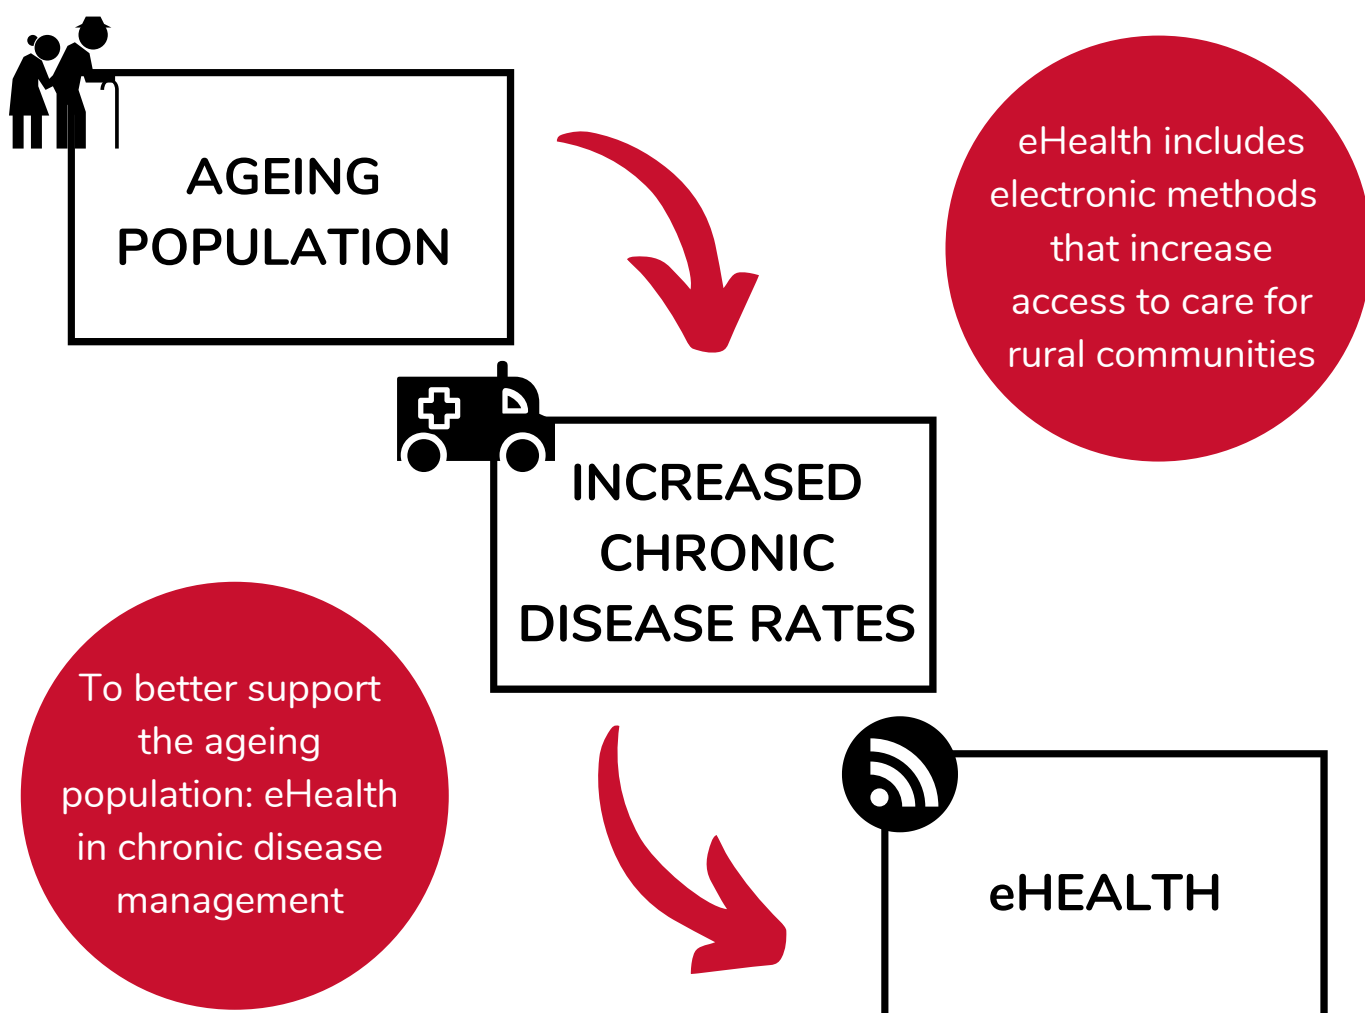 AGEING
POPULATION
eHealth includes
electronic methods
that increase
access to care for
rural communities
INCREASED
CHRONIC
DISEASE RATES
To better support
the ageing
population: eHealth
in chronic disease
management
eHEALTH